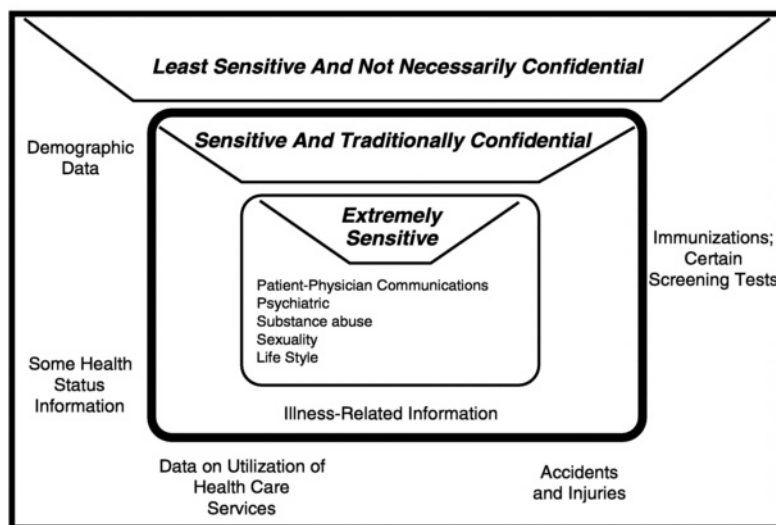 Least Sensitive And Not Necessarily Confidential
Demographic
Data
Sensitive And Traditionally Confidential
Extremely
Sensitive
Patient-Physician Communications
Psychiatric
Substance abuse
Sexuality
Life Style
Immunizations;
Certain
Screening Tests
Some Health
Status
Information
Illness-Related Information
Data on Utilization of
Health Care
Services
Accidents
and Injuries